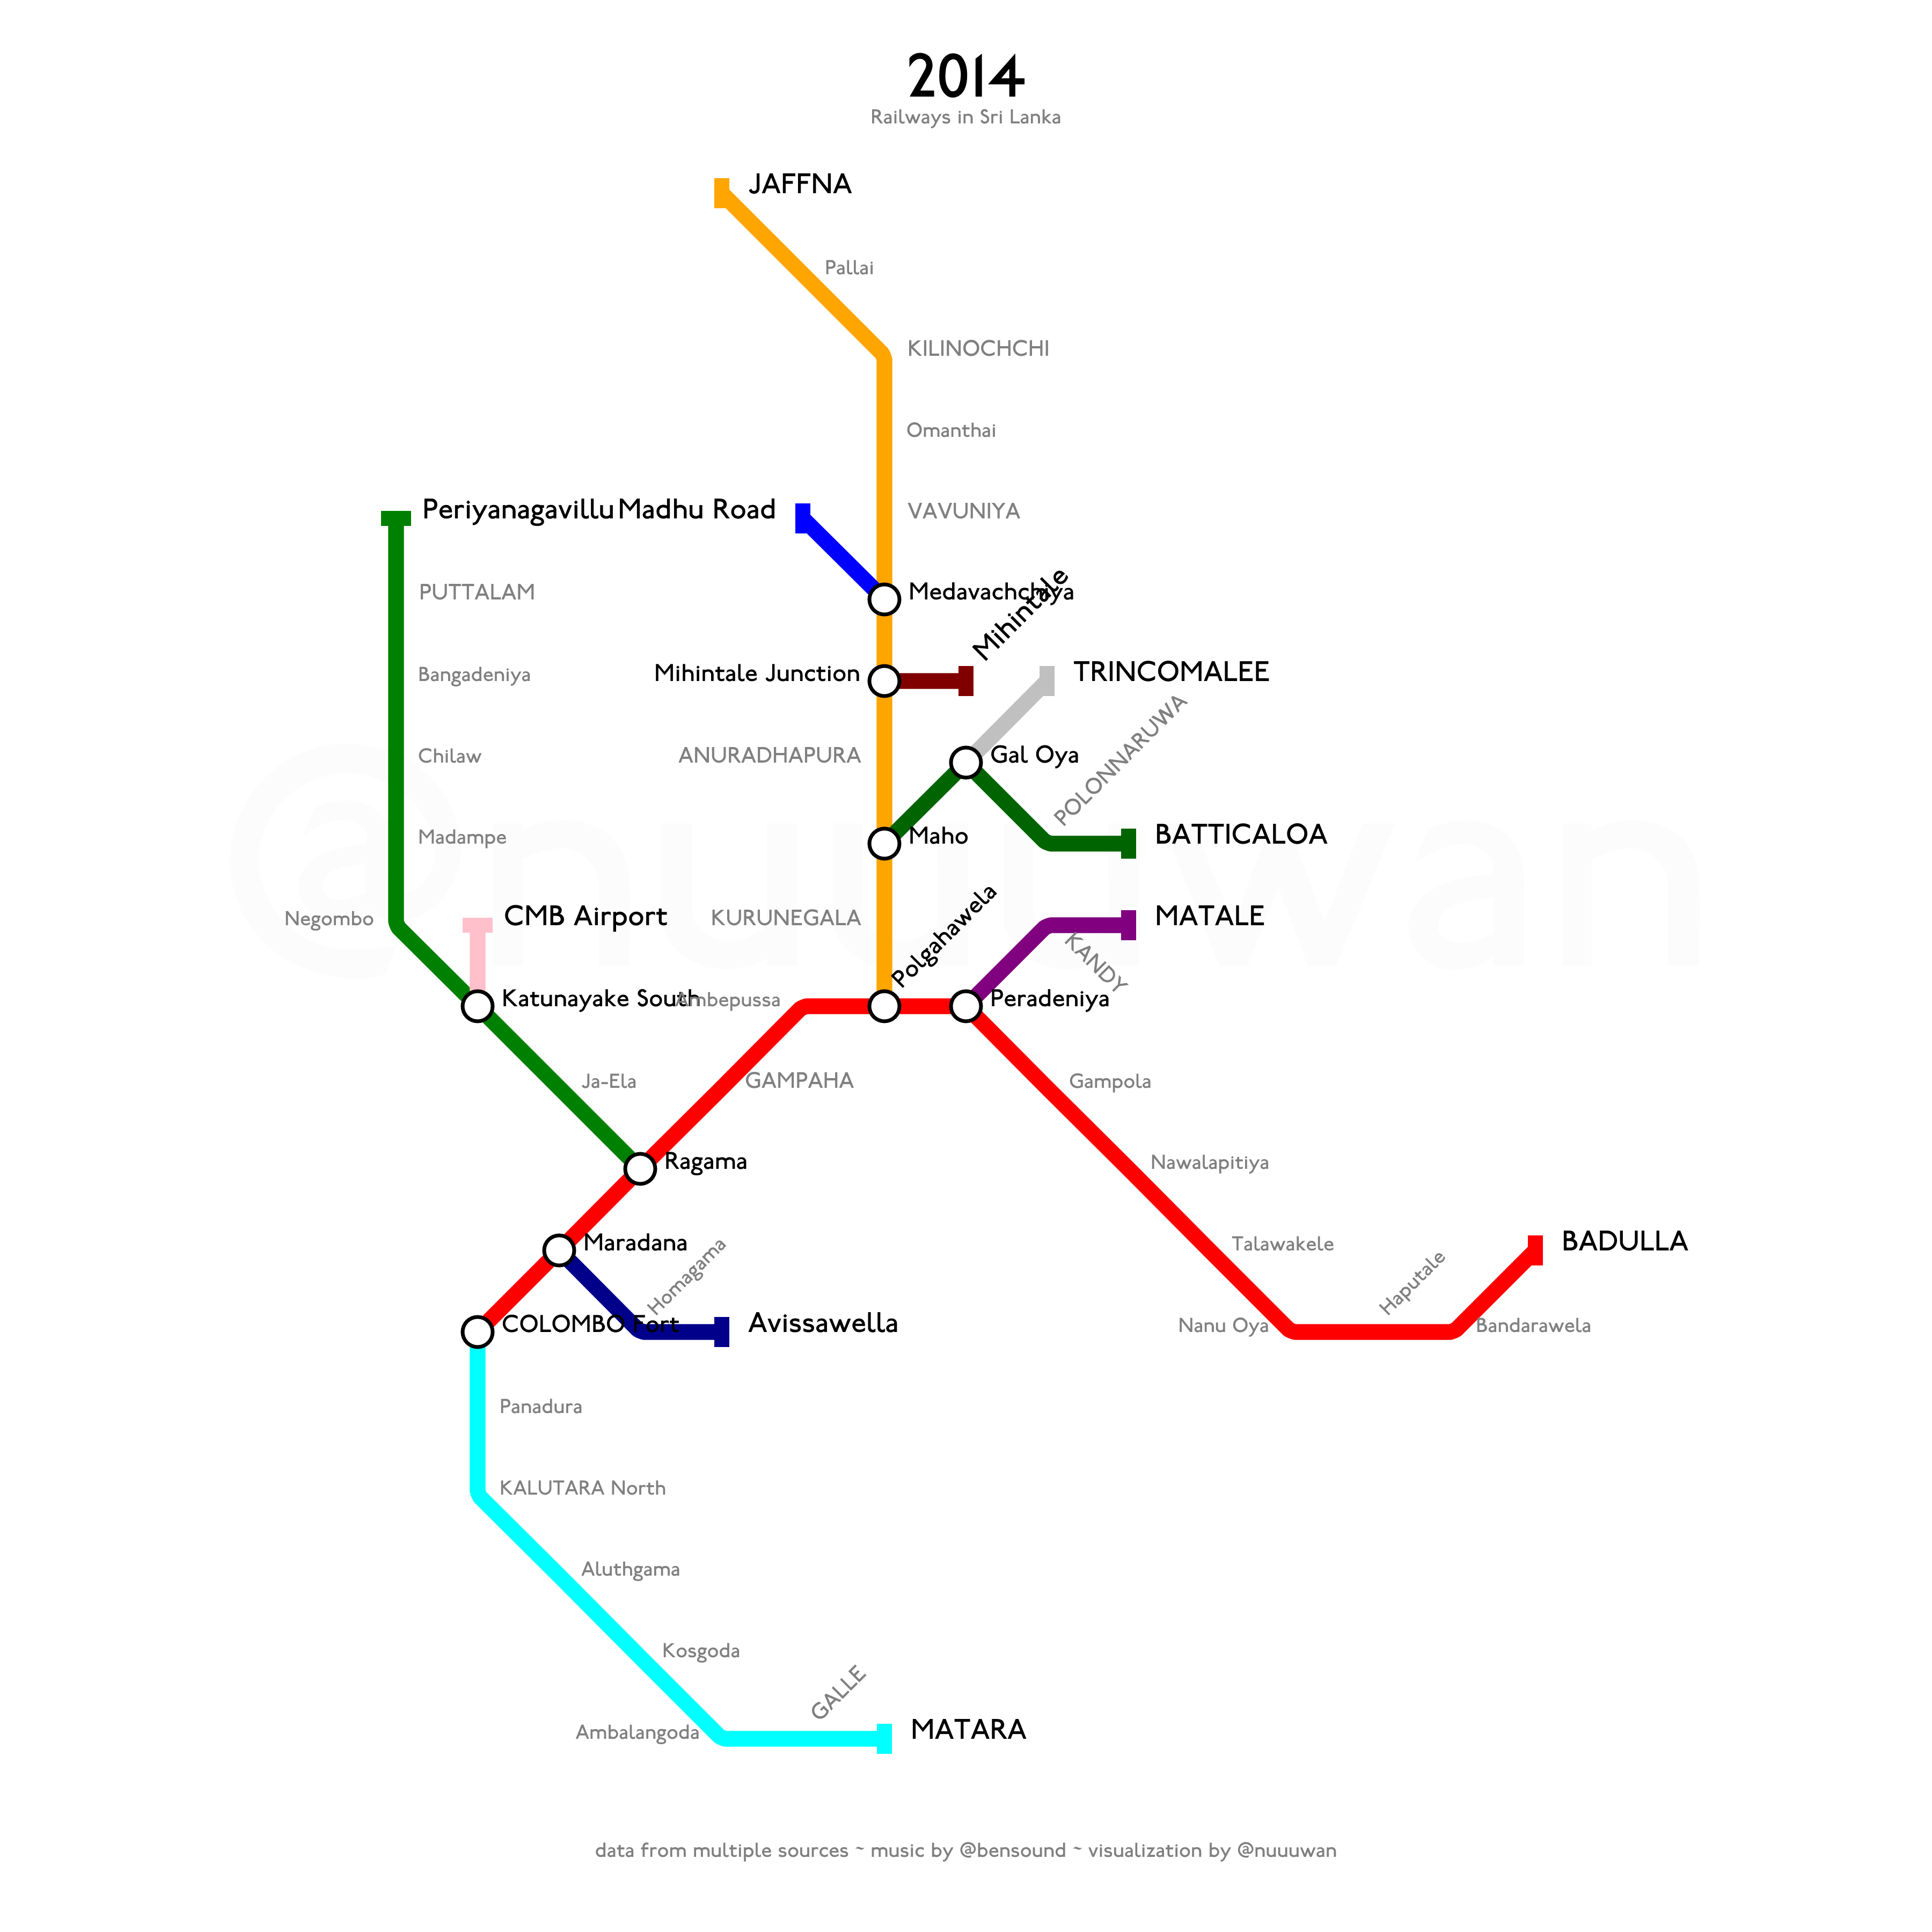 2014
Railways in Sri Lanka
JAFFNA
Pallai
KILINOCHCHI
Omanthai
Periyanagavillu
Madhu Road
VAVUNIYA
PUTTALAM
Medavachchiya
Mihintale
Bangadeniya
Mihintale Junction
TRINCOMALEE
Chilaw
ANURADHAPURA
Gal Oya
POLONNARUWA
Madampe
Maho
BATTICALOA
@nuuuwan
Negombo
CMB Airport
KURUNEGALA
Polgahawela
MATALE
KANDY
Katunayake South
Ambepussa
Peradeniya
Ja-Ela
GAMPAHA
Gampola
Ragama
Nawalapitiya
Maradana
Homagama
Talawakele
Haputale
BADULLA
COLOMBO Fort
Avissawella
Nanu Oya
Bandarawela
Panadura
KALUTARA North
Aluthgama
Kosgoda
GALLE
Ambalangoda
MATARA
data from multiple sources ~ music by @bensound ~ visualization by @nuuuwan